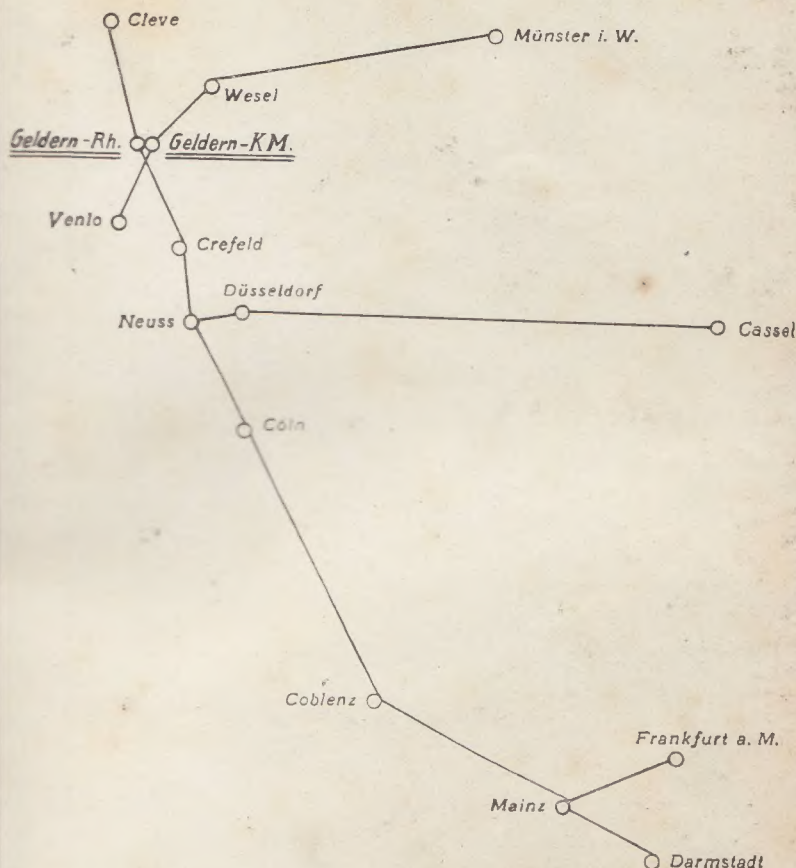 Cleve
Münster i. W.
Wesel
Geldern-Rh.
Geldern-KM.
Venlo
Crefeld
Düsseldorf
Neuss
Cassel
Cöln
Coblenz
Frankfurt a. M.
Mainz
Darmstadt